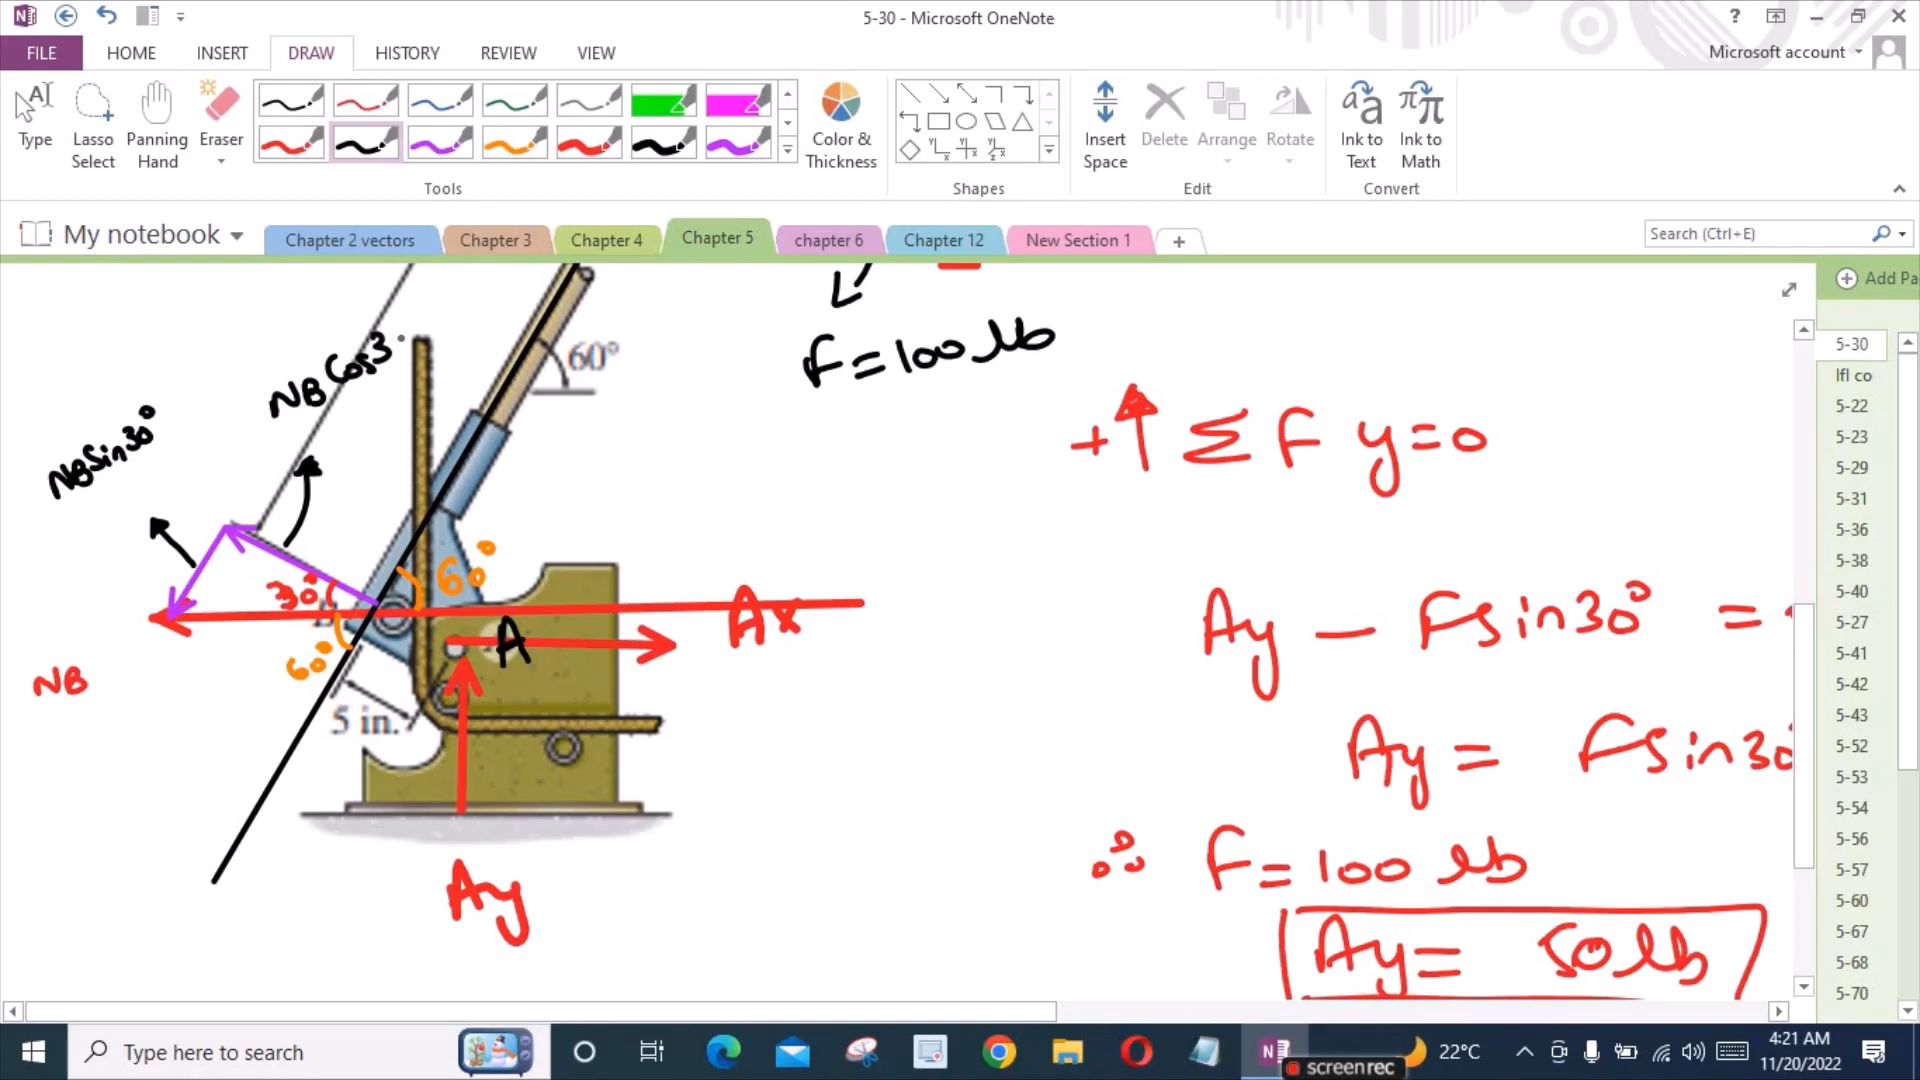 5-30 - Microsoft OneNote
?
FILE
HOME
INSERT
DRAW
HISTORY
REVIEW
VIEW
Microsoft account
Type
Lasso Select
Panning Hand
Eraser
Color & Thickness
Insert Space
Delete
Arrange
Rotate
Ink to Text
Ink to Math
Tools
Shapes
Edit
Convert
My notebook
Chapter 2 vectors
Chapter 3
Chapter 4
Chapter 5
chapter 6
Chapter 12
New Section 1
Search (Ctrl+E)
Add Pa
5-30
lfl co
5-22
5-23
5-29
5-31
5-36
5-38
5-40
5-27
5-41
5-42
5-43
5-52
5-53
5-54
5-56
5-57
5-60
5-67
5-68
5-70
NB Cos3
NBSin30°
60°
F=100 lb
+↑ Σ F y=0
30°
60°
60°
A
Ax
NB
5 in.
Ay
Ay - Fsin30° =
Ay = Fsin30
∴ F=100 lb
Ay= 50lb
Type here to search
22°C
4:21 AM
11/20/2022
screenrec